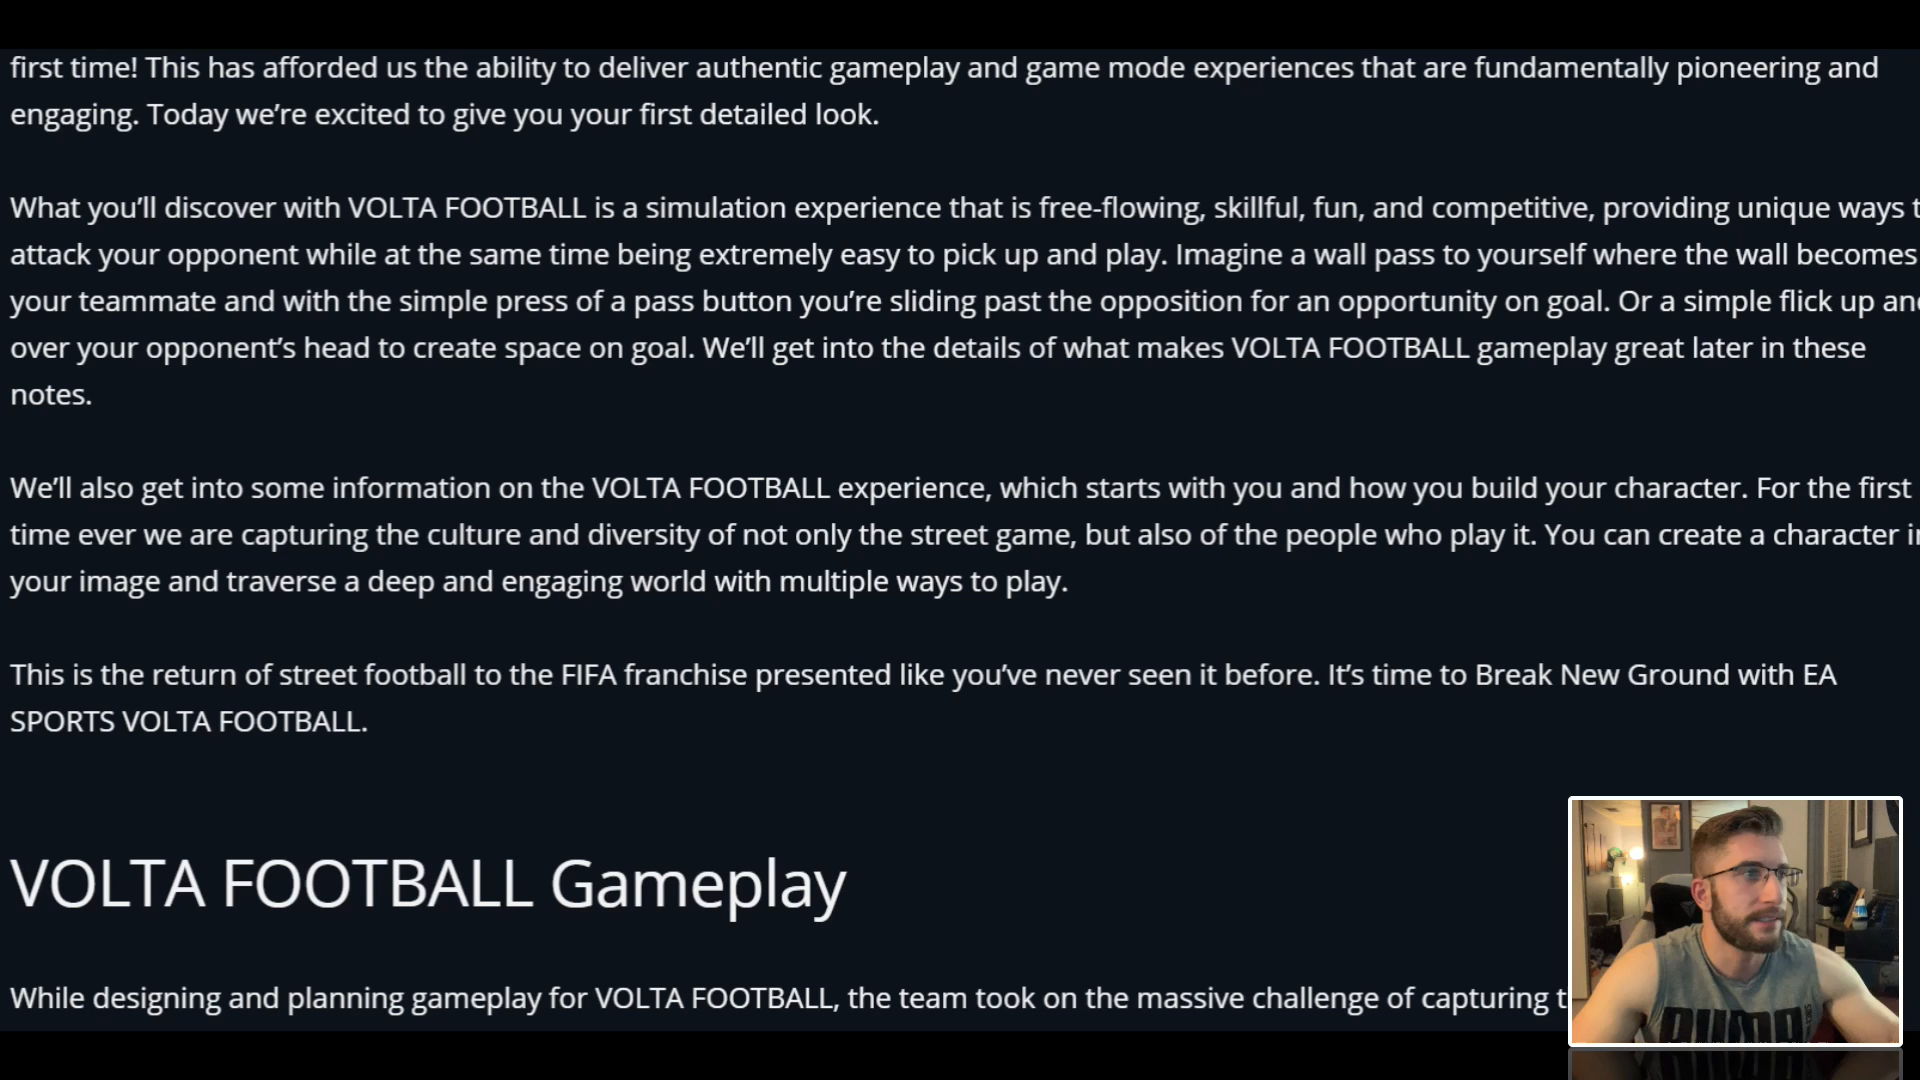 first time! This has afforded us the ability to deliver authentic gameplay and game mode experiences that are fundamentally pioneering and
engaging. Today we’re excited to give you your first detailed look.
What you’ll discover with VOLTA FOOTBALL is a simulation experience that is free-flowing, skillful, fun, and competitive, providing unique ways
attack your opponent while at the same time being extremely easy to pick up and play. Imagine a wall pass to yourself where the wall becomes
your teammate and with the simple press of a pass button you’re sliding past the opposition for an opportunity on goal. Or a simple flick up
over your opponent’s head to create space on goal. We’ll get into the details of what makes VOLTA FOOTBALL gameplay great later in these
notes.
We’ll also get into some information on the VOLTA FOOTBALL experience, which starts with you and how you build your character. For the first
time ever we are capturing the culture and diversity of not only the street game, but also of the people who play it. You can create a character
your image and traverse a deep and engaging world with multiple ways to play.
This is the return of street football to the FIFA franchise presented like you’ve never seen it before. It’s time to Break New Ground with EA
SPORTS VOLTA FOOTBALL.
VOLTA FOOTBALL Gameplay
While designing and planning gameplay for VOLTA FOOTBALL, the team took on the massive challenge of capturing
PUMA